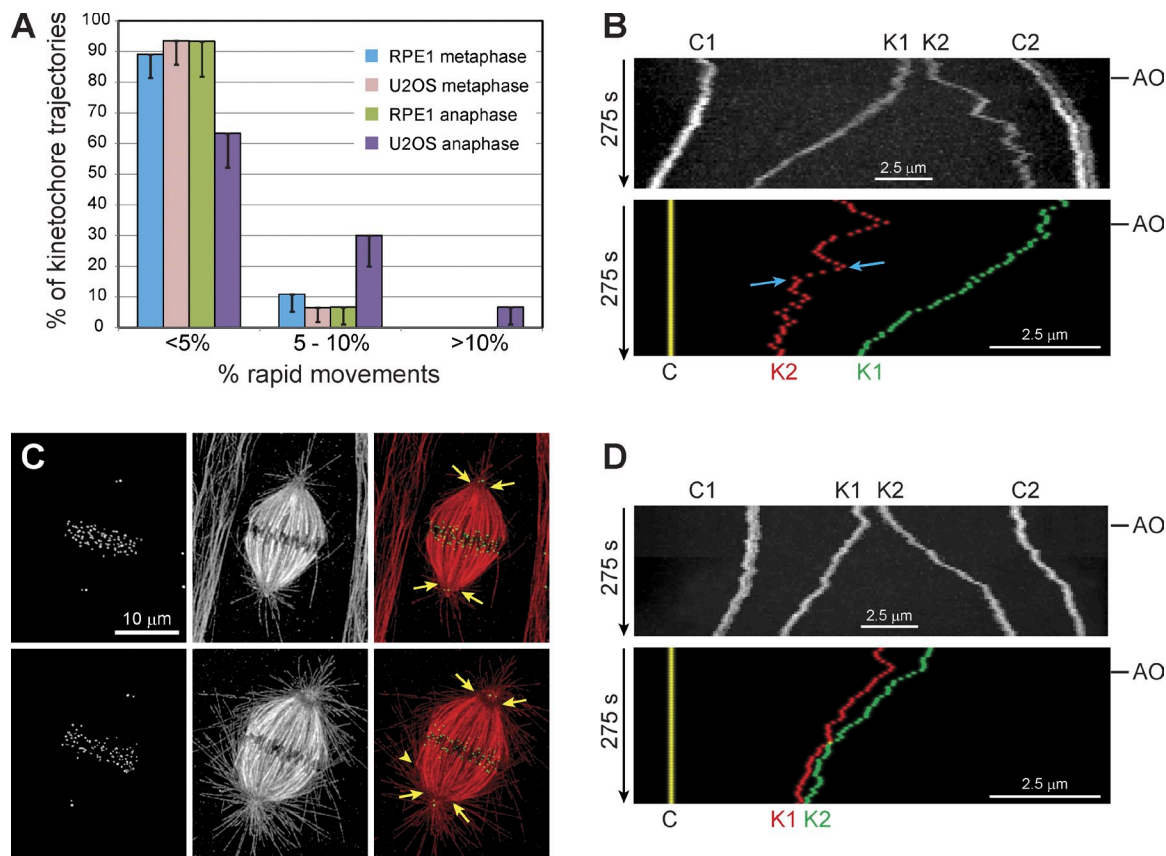 A
% of kinetochore trajectories
100
90
80
70
60
50
40
30
20
10
0
RPE1 metaphase
U2OS metaphase
RPE1 anaphase
U2OS anaphase
<5%
5 - 10%
>10%
% rapid movements
B
C1
K1
K2
C2
AO
275 s
2.5 μm
AO
275 s
2.5 μm
C
K2
K1
C
10 μm
D
C1
K1
K2
C2
AO
275 s
2.5 μm
AO
275 s
2.5 μm
C
K1
K2